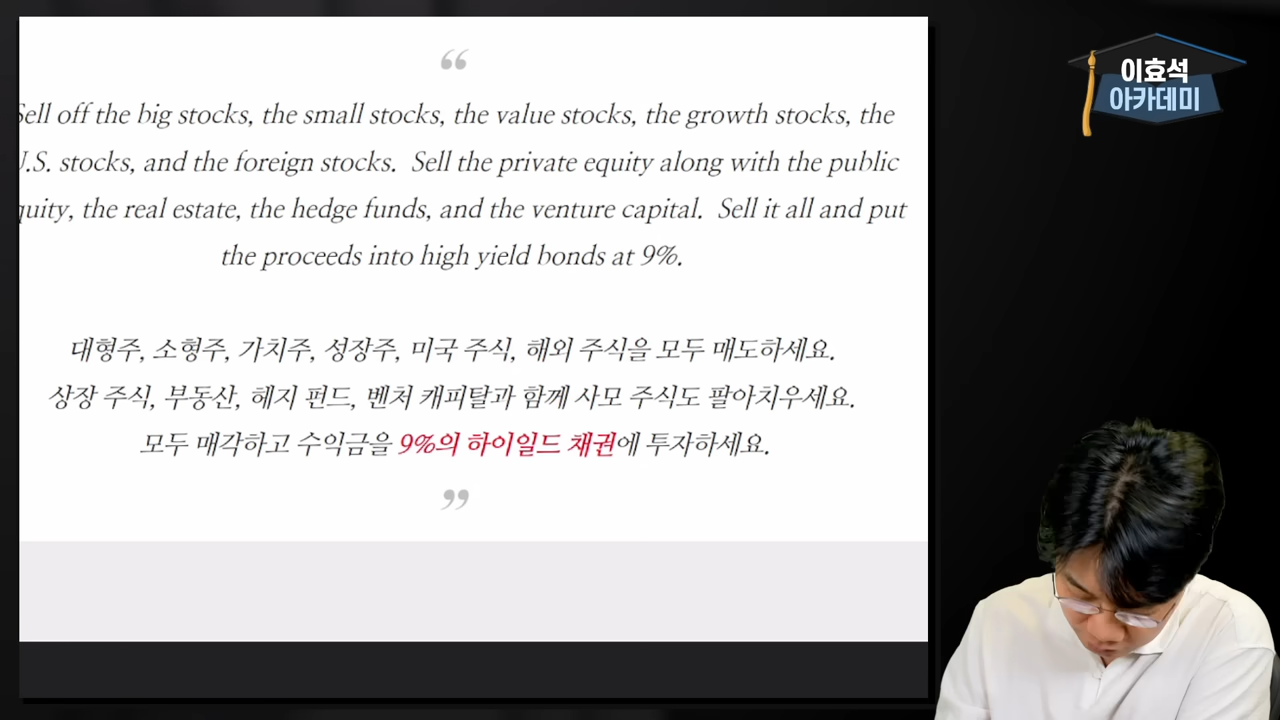 “
Sell off the big stocks, the small stocks, the value stocks, the growth stocks, the
U.S. stocks, and the foreign stocks.  Sell the private equity along with the public
quity, the real estate, the hedge funds, and the venture capital.  Sell it all and put
the proceeds into high yield bonds at 9%.
대형주, 소형주, 가치주, 성장주, 미국 주식, 해외 주식을 모두 매도하세요.
상장 주식, 부동산, 헤지 펀드, 벤처 캐피탈과 함께 사모 주식도 팔아치우세요.
모두 매각하고 수익금을 9%의 하이일드 채권에 투자하세요.
”
이효석
아카데미